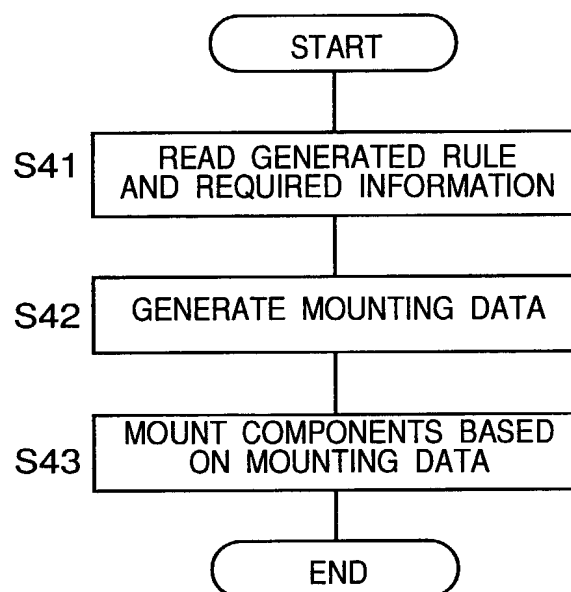 START
S41
READ GENERATED RULE
AND REQUIRED INFORMATION
S42
GENERATE MOUNTING DATA
S43
MOUNT COMPONENTS BASED
ON MOUNTING DATA
END